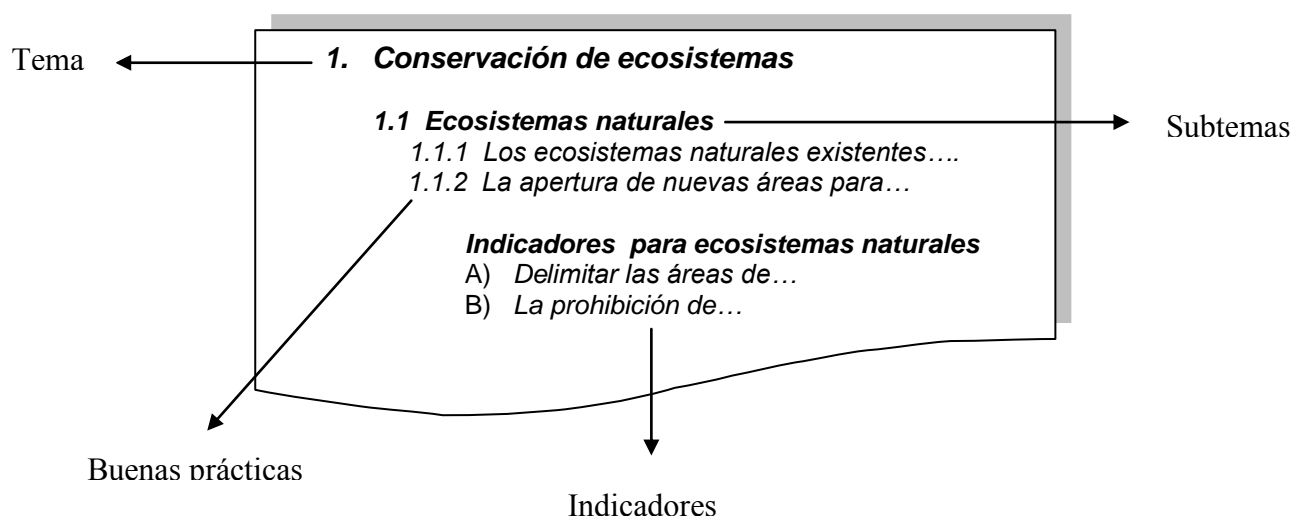 Tema
1. Conservación de ecosistemas
1.1 Ecosistemas naturales
Subtemas
1.1.1 Los ecosistemas naturales existentes….
1.1.2 La apertura de nuevas áreas para…
Indicadores para ecosistemas naturales
A) Delimitar las áreas de…
B) La prohibición de…
Buenas prácticas
Indicadores